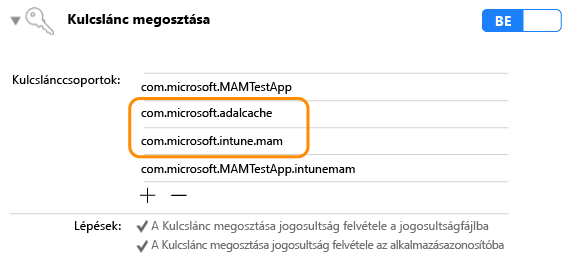 Kulcslánc megosztása
BE
Kulcslánccsoportok:
com.microsoft.MAMTestApp
com.microsoft.adalcache
com.microsoft.intune.mam
com.microsoft.MAMTestApp.intunemam
Lépések:
A Kulcslánc megosztása jogosultság felvétele a jogosultságfájlba
A Kulcslánc megosztása jogosultság felvétele az alkalmazásazonosítóba